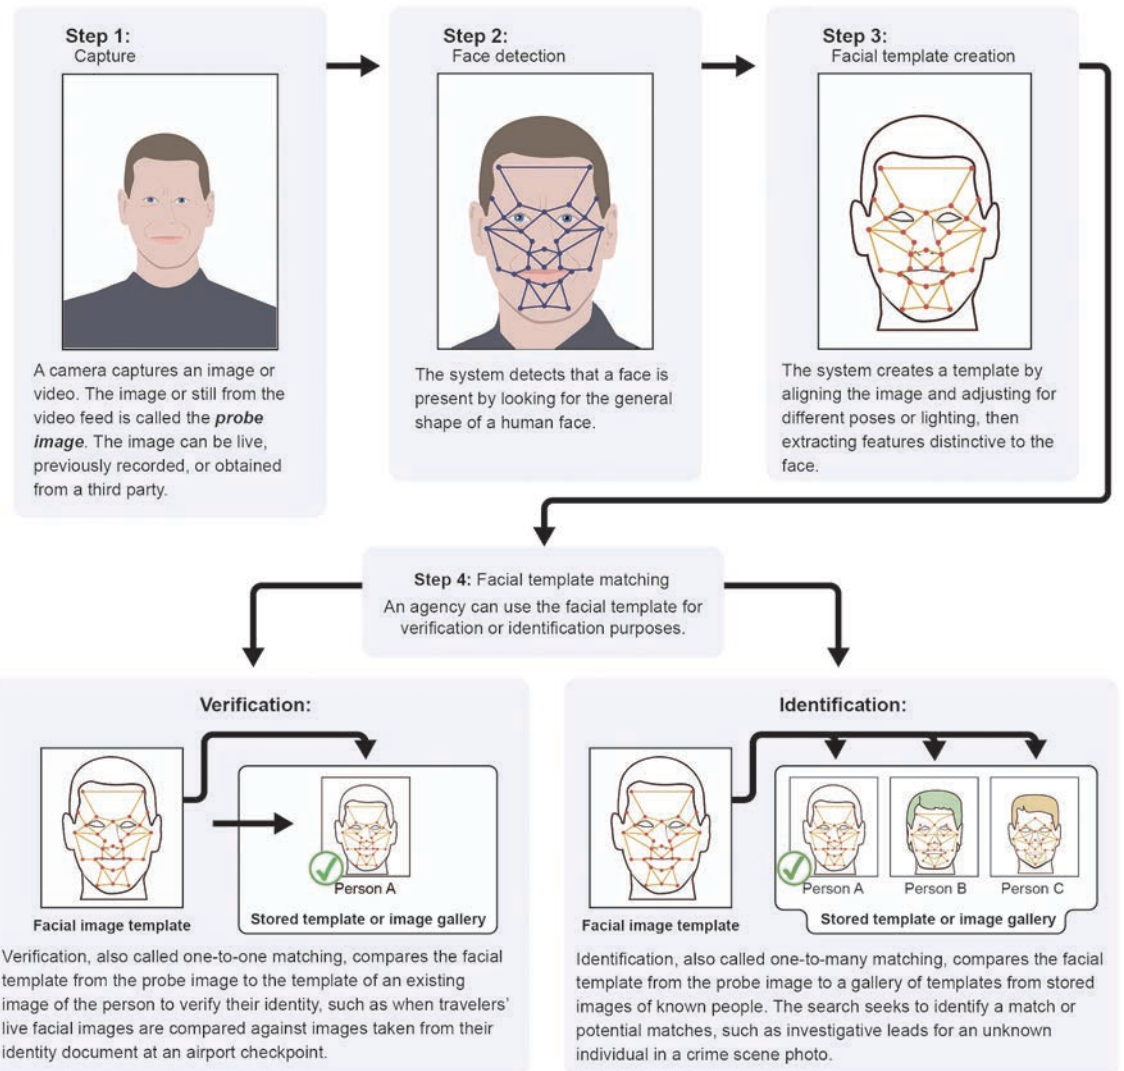 Step 1:
Capture
A camera captures an image or
video. The image or still from the
video feed is called the probe
image. The image can be live,
previously recorded, or obtained
from a third party.
Step 2:
Face detection
The system detects that a face is
present by looking for the general
shape of a human face.
Step 3:
Facial template creation
The system creates a template by
aligning the image and adjusting for
different poses or lighting, then
extracting features distinctive to the
face.
Step 4: Facial template matching
An agency can use the facial template for
verification or identification purposes.
Verification:
Facial image template
Person A
Stored template or image gallery
Verification, also called one-to-one matching, compares the facial
template from the probe image to the template of an existing
image of the person to verify their identity, such as when travelers'
live facial images are compared against images taken from their
identity document at an airport checkpoint.
Identification:
Facial image template
Person A
Person B
Person C
Stored template or image gallery
Identification, also called one-to-many matching, compares the facial
template from the probe image to a gallery of templates from stored
images of known people. The search seeks to identify a match or
potential matches, such as investigative leads for an unknown
individual in a crime scene photo.